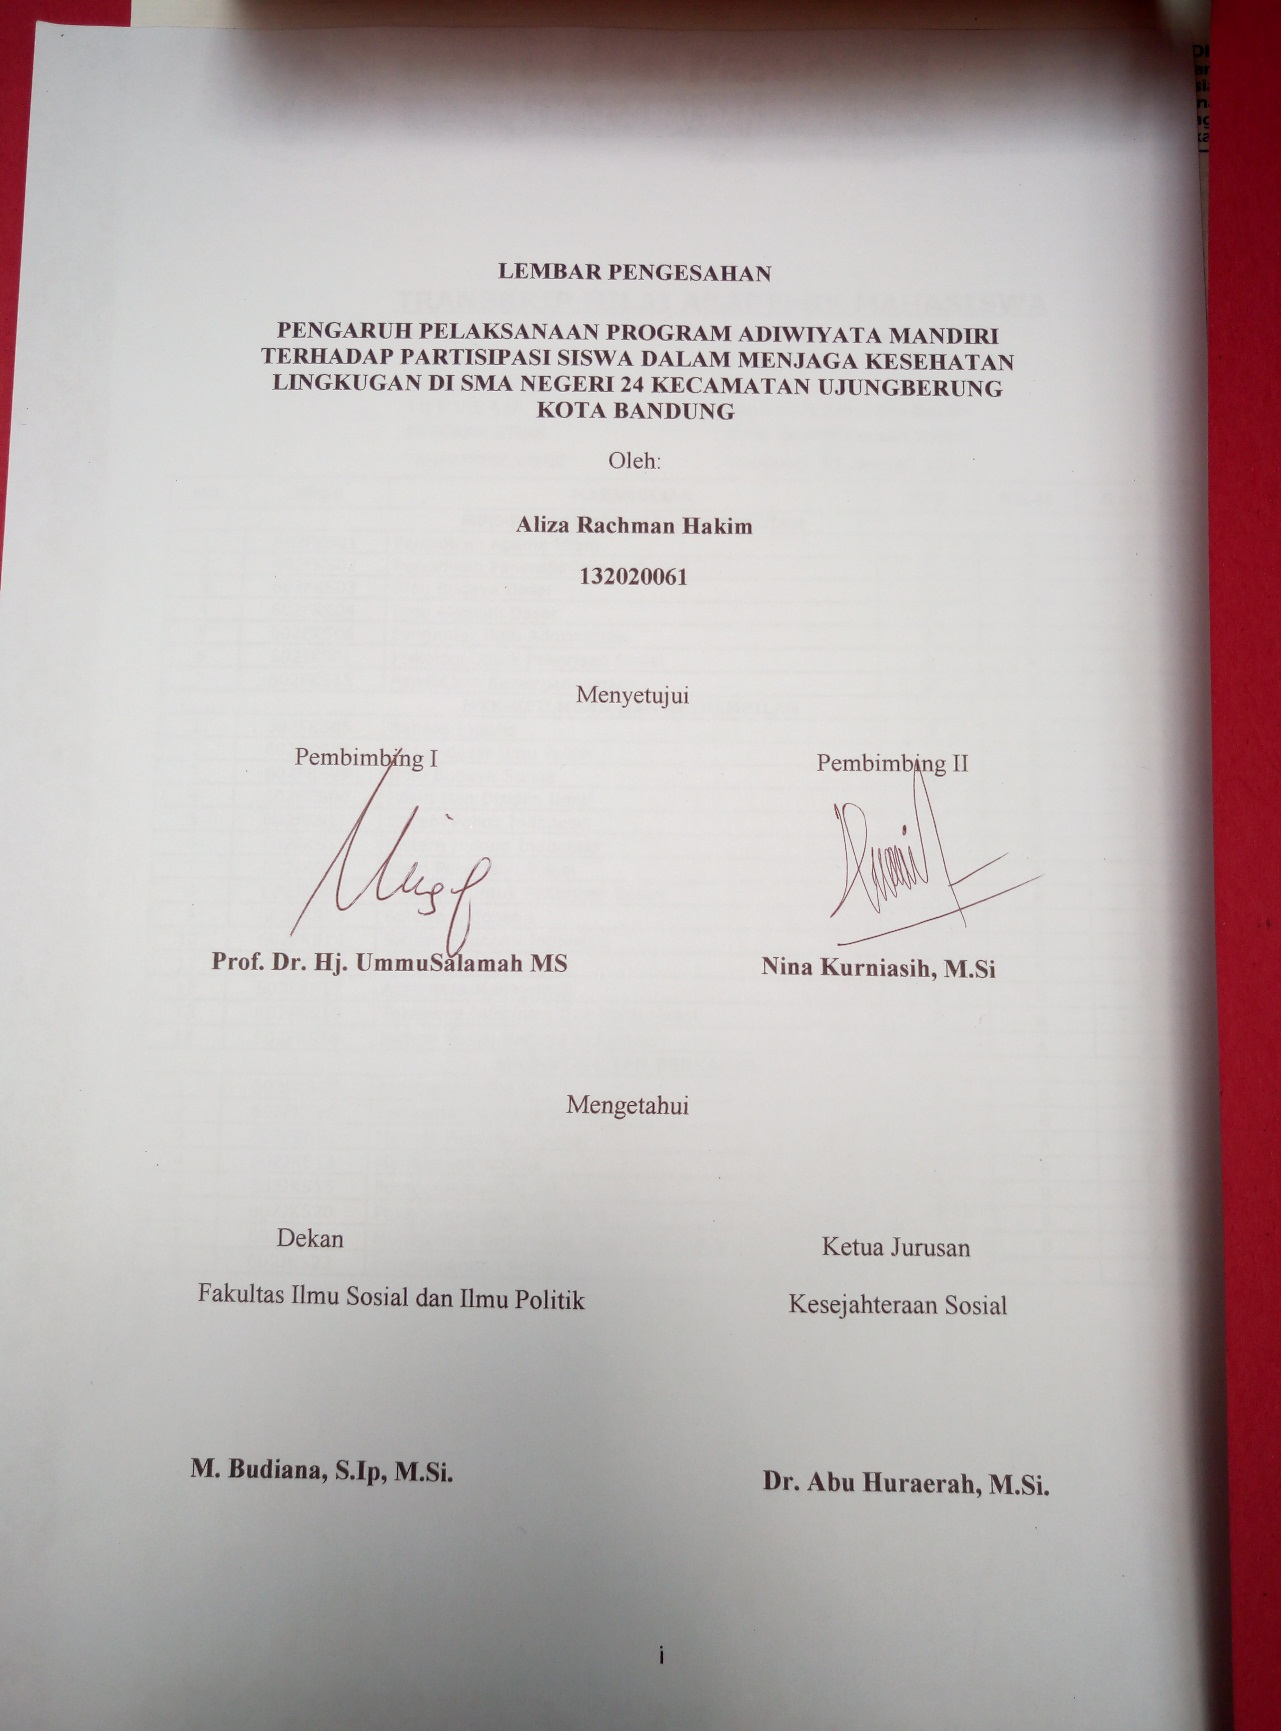 LEMBAR PENGESAHAN
PENGARUH PELAKSANAAN PROGRAM ADIWIYATA MANDIRI
TERHADAP PARTISIPASI SISWA DALAM MENJAGA KESEHATAN
LINGKUGAN DI SMA NEGERI 24 KECAMATAN UJUNGBERUNG
KOTA BANDUNG
Oleh:
Aliza Rachman Hakim
132020061
Menyetujui
Pembimbing I
Pembimbing II
Prof. Dr. Hj. UmmuSalamah MS
Nina Kurniasih, M.Si
Mengetahui
Dekan
Ketua Jurusan
Fakultas Ilmu Sosial dan Ilmu Politik
Kesejahteraan Sosial
M. Budiana, S.Ip, M.Si.
Dr. Abu Huraerah, M.Si.
i